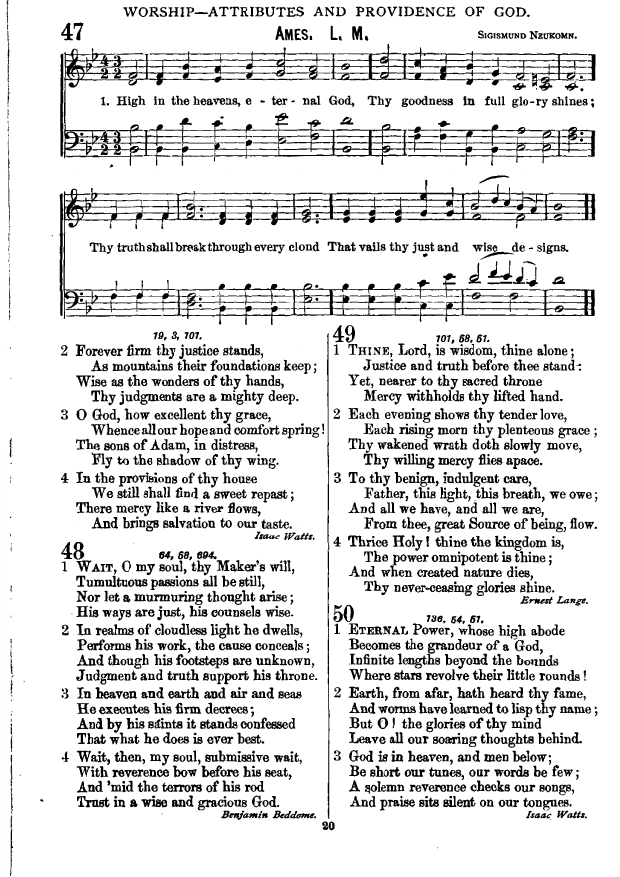 WORSHIP—ATTRIBUTES AND PROVIDENCE OF GOD.
47 AMES. L. M. SIGISMUND NEUKOMN.
1. High in the heavens, e - ter - nal God, Thy goodness in full glo-ry shines;
Thy truth shall break through every clond That vails thy just and wise de - signs.
19, 3, 101.
2 Forever firm thy justice stands,
As mountains their foundations keep;
Wise as the wonders of thy hands,
Thy judgments are a mighty deep.
3 O God, how excellent thy grace,
Whence all our hope and comfort spring!
The sons of Adam, in distress,
Fly to the shadow of thy wing.
4 In the provisions of thy house
We still shall find a sweet repast;
There mercy like a river flows,
And brings salvation to our taste.
Isaac Watts.
48 64, 58, 694.
1 WAIT, O my soul, thy Maker's will,
Tumultuous passions all be still,
Nor let a murmuring thought arise;
His ways are just, his counsels wise.
2 In realms of cloudless light he dwells,
Performs his work, the cause conceals;
And though his footsteps are unknown,
Judgment and truth support his throne.
3 In heaven and earth and air and seas
He executes his firm decrees;
And by his saints it stands confessed
That what he does is ever best.
4 Wait, then, my soul, submissive wait,
With reverence bow before his seat,
And 'mid the terrors of his rod
Trust in a wise and gracious God.
Benjamin Beddome.
49 101, 58, 51.
1 THINE, Lord, is wisdom, thine alone;
Justice and truth before thee stand:
Yet, nearer to thy sacred throne
Mercy withholds thy lifted hand.
2 Each evening shows thy tender love,
Each rising morn thy plenteous grace;
Thy wakened wrath doth slowly move,
Thy willing mercy flies apace.
3 To thy benign, indulgent care,
Father, this light, this breath, we owe;
And all we have, and all we are,
From thee, great Source of being, flow.
4 Thrice Holy! thine the kingdom is,
The power omnipotent is thine;
And when created nature dies,
Thy never-ceasing glories shine.
Ernest Lange.
50 136, 54, 51.
1 ETERNAL Power, whose high abode
Becomes the grandeur of a God,
Infinite lengths beyond the bounds
Where stars revolve their little rounds!
2 Earth, from afar, hath heard thy fame,
And worms have learned to lisp thy name;
But O! the glories of thy mind
Leave all our soaring thoughts behind.
3 God is in heaven, and men below;
Be short our tunes, our words be few;
A solemn reverence checks our songs,
And praise sits silent on our tongues.
Isaac Watts.
20